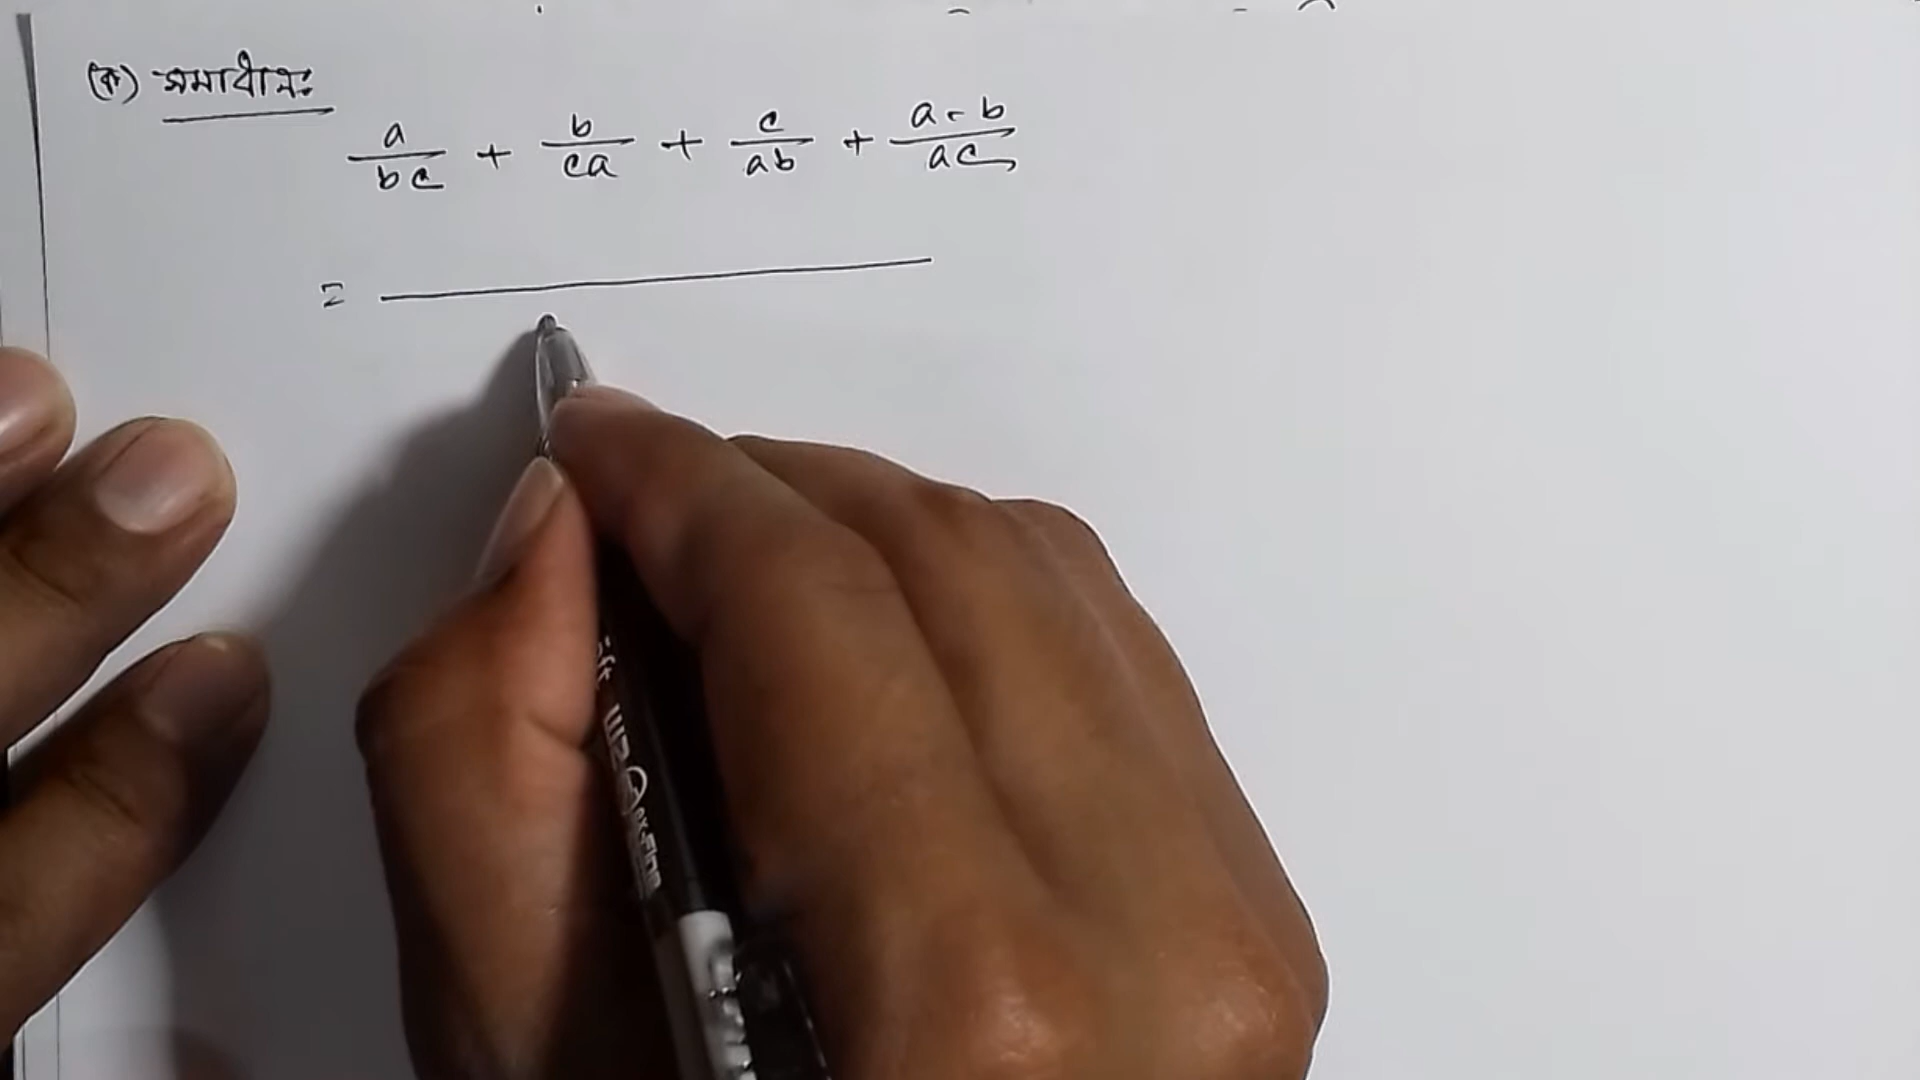 (ক) সমাধান:
a/bc + b/ca + c/ab + a-b/ac
=